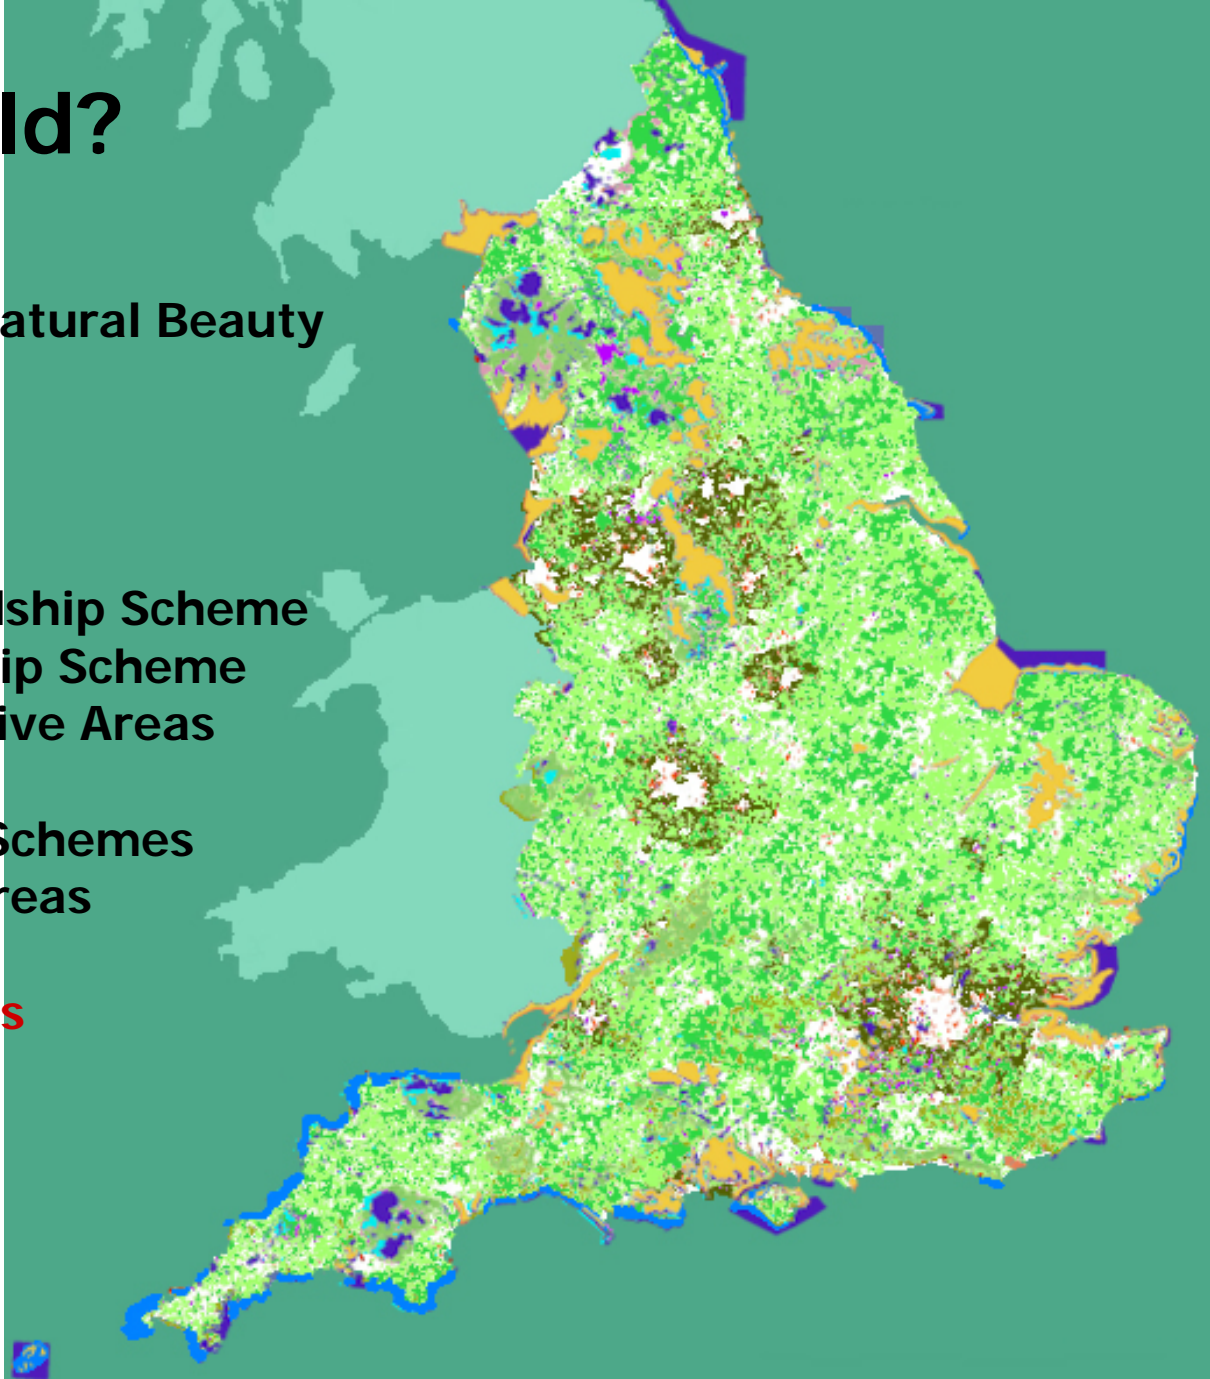 ld?
atural Beauty
lship Scheme
ip Scheme
ive Areas
Schemes
reas
s